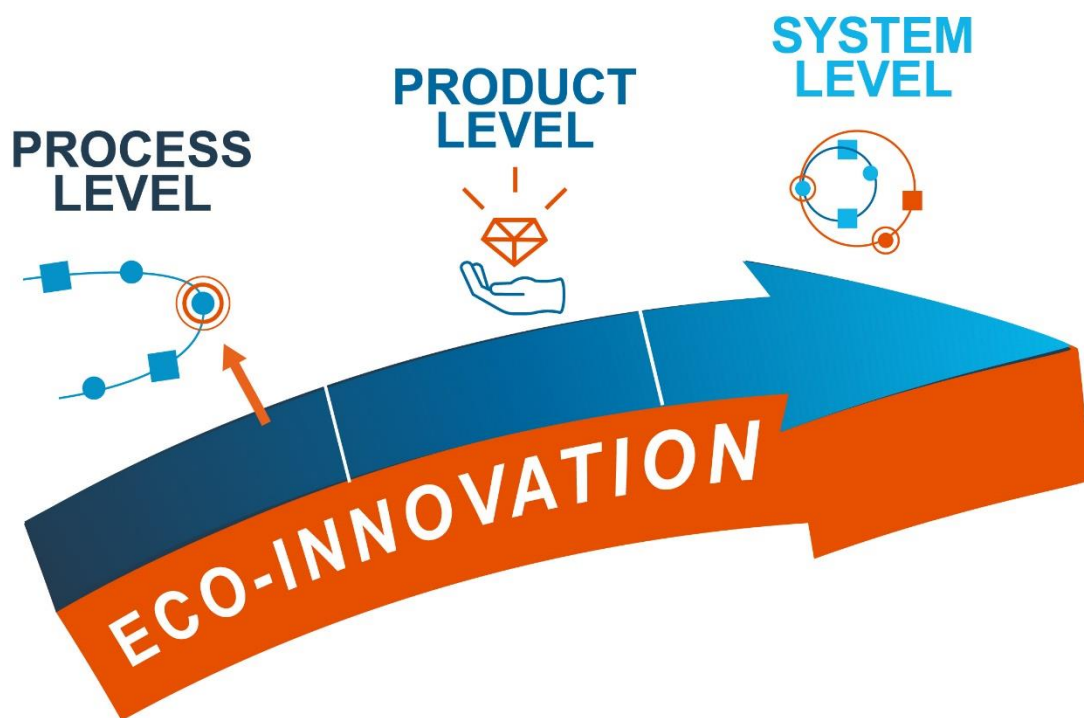 PROCESS
LEVEL
PRODUCT
LEVEL
SYSTEM
LEVEL
ECO-INNOVATION